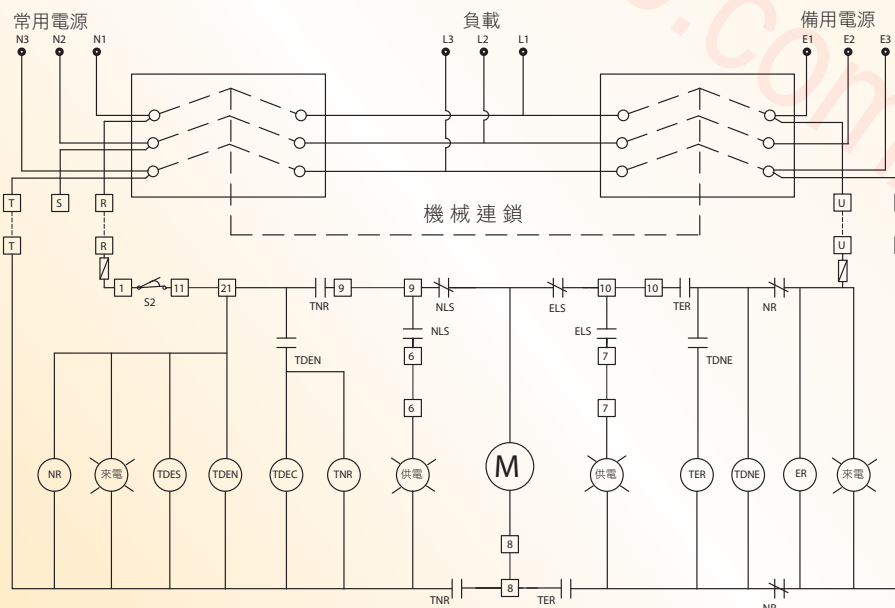 常用電源 負載 備用電源
N3 N2 N1 L3 L2 L1 E1 E2 E3
T S R 機械連鎖 U
T R U
1 S2 11 21 TNR 9 9 NLS ELS 10 10 TER NR
NLS ELS
TDEN 6 7 TDNE
6 7
NR 來電 TDES TDEN TDEC TNR 供電 M 供電 TER TDNE ER 來電
8
TNR 8 TER NR